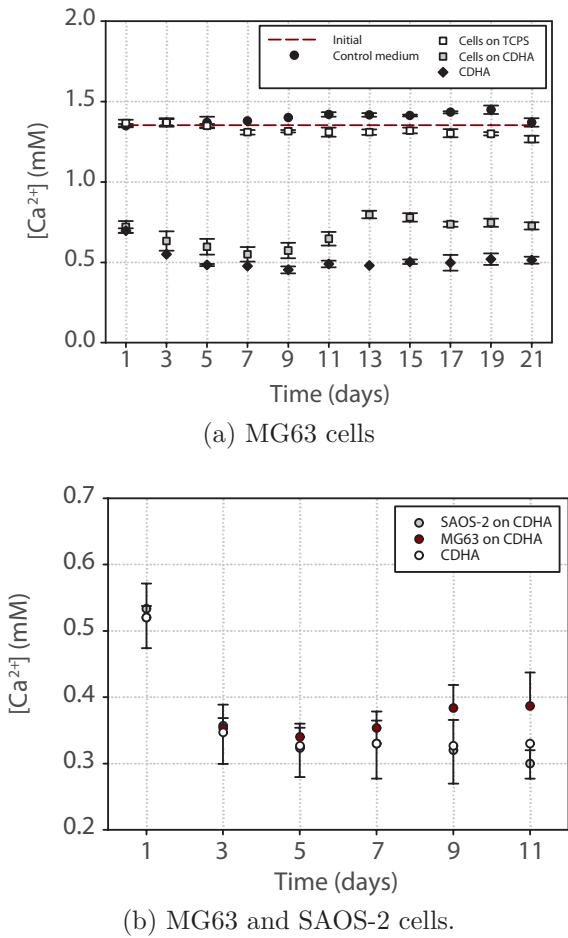 2.0
1.5
1.0
0.5
0.0
[Ca2+] (mM)
Initial
Control medium
Cells on TCPS
Cells on CDHA
CDHA
1 3 5 7 9 11 13 15 17 19 21
Time (days)
(a) MG63 cells
0.7
0.6
0.5
0.4
0.3
0.2
[Ca2+] (mM)
SAOS-2 on CDHA
MG63 on CDHA
CDHA
1 3 5 7 9 11
Time (days)
(b) MG63 and SAOS-2 cells.